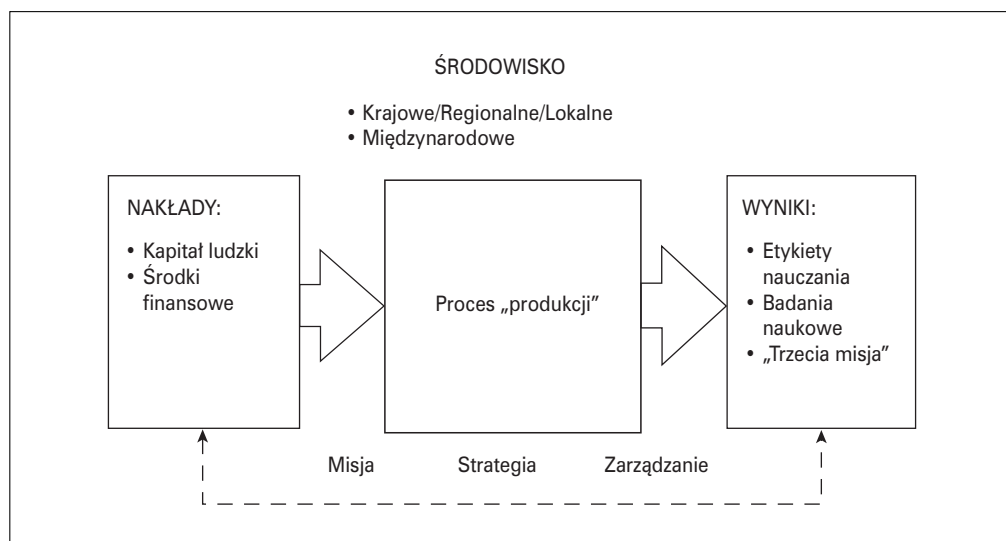 ŚRODOWISKO
• Krajowe/Regionalne/Lokalne
• Międzynarodowe
NAKŁADY:
• Kapitał ludzki
• Środki
finansowe
Proces „produkcji”
WYNIKI:
• Etykiety
nauczania
• Badania
naukowe
• „Trzecia misja”
Misja Strategia Zarządzanie